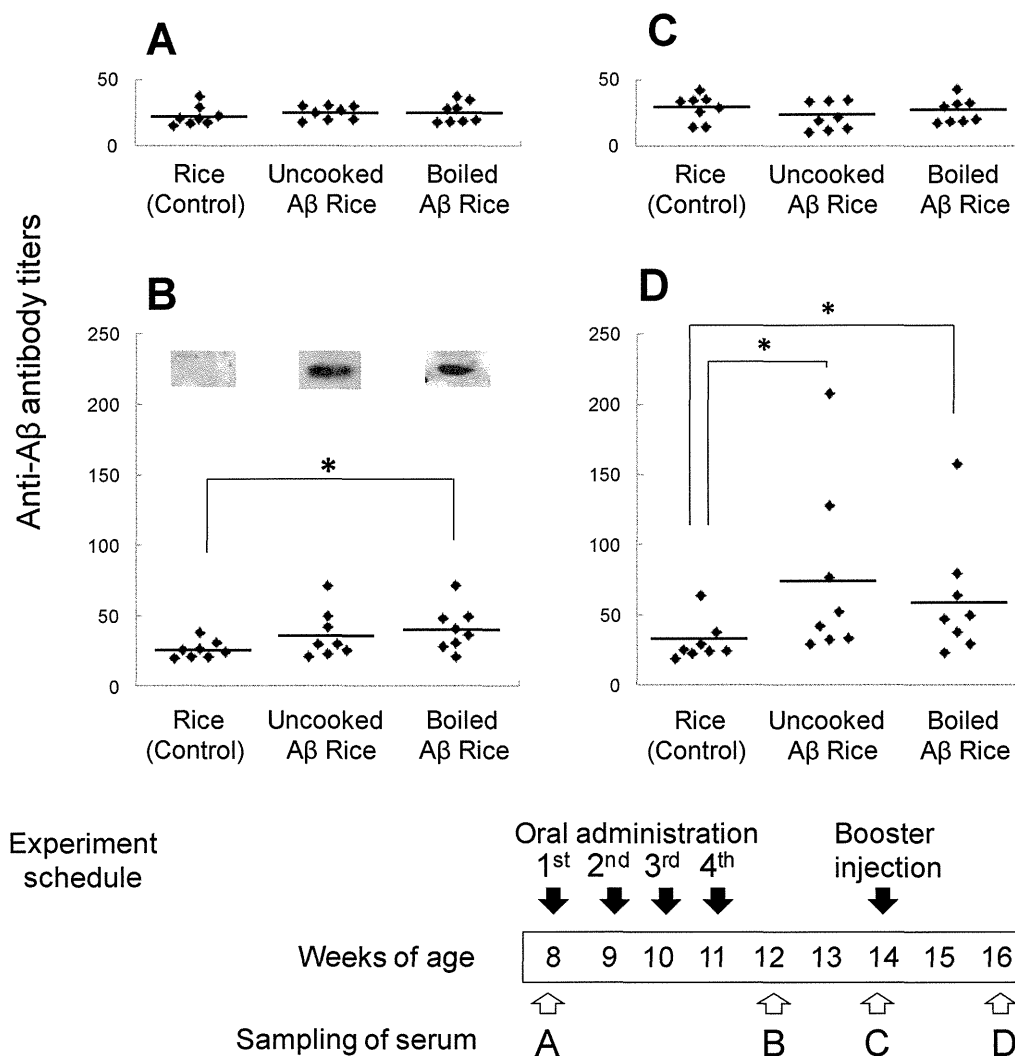 A
50
0
Rice
(Control)
Uncooked
Aβ Rice
Boiled
Aβ Rice
C
50
0
Rice
(Control)
Uncooked
Aβ Rice
Boiled
Aβ Rice
Anti-Aβ antibody titers
B
250
200
150
100
50
0
*
Rice
(Control)
Uncooked
Aβ Rice
Boiled
Aβ Rice
D
250
200
150
100
50
0
*
*
Rice
(Control)
Uncooked
Aβ Rice
Boiled
Aβ Rice
Experiment
schedule
Oral administration
1st 2nd 3rd 4th
Booster
injection
Weeks of age
8 9 10 11 12 13 14 15 16
Sampling of serum
A B C D